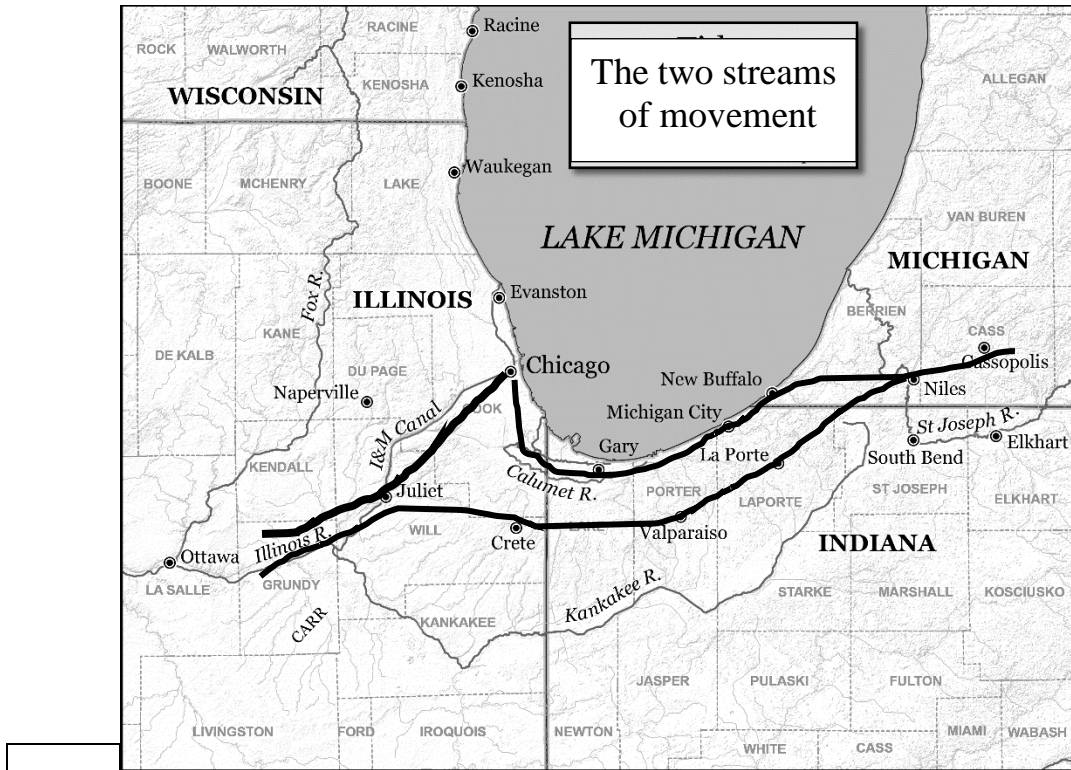 The two streams
of movement
RACINE
Racine
ROCK
WALWORTH
KENOSHA
Kenosha
WISCONSIN
ALLEGAN
BOONE
MCHENRY
LAKE
Waukegan
VAN BUREN
LAKE MICHIGAN
MICHIGAN
Fox R.
ILLINOIS
Evanston
BERRIEN
KANE
CASS
DE KALB
Cassopolis
DU PAGE
Chicago
New Buffalo
Niles
Naperville
COOK
Michigan City
I&M Canal
St Joseph R.
Gary
La Porte
South Bend
Elkhart
KENDALL
Juliet
Calumet R.
PORTER
LAPORTE
ST JOSEPH
ELKHART
WILL
Crete
LAKE
Valparaiso
INDIANA
Illinois R.
Ottawa
LA SALLE
GRUNDY
CARR
KANKAKEE
Kankakee R.
STARKE
MARSHALL
KOSCIUSKO
JASPER
PULASKI
FULTON
LIVINGSTON
FORD
IROQUOIS
NEWTON
WHITE
CASS
MIAMI
WABASH